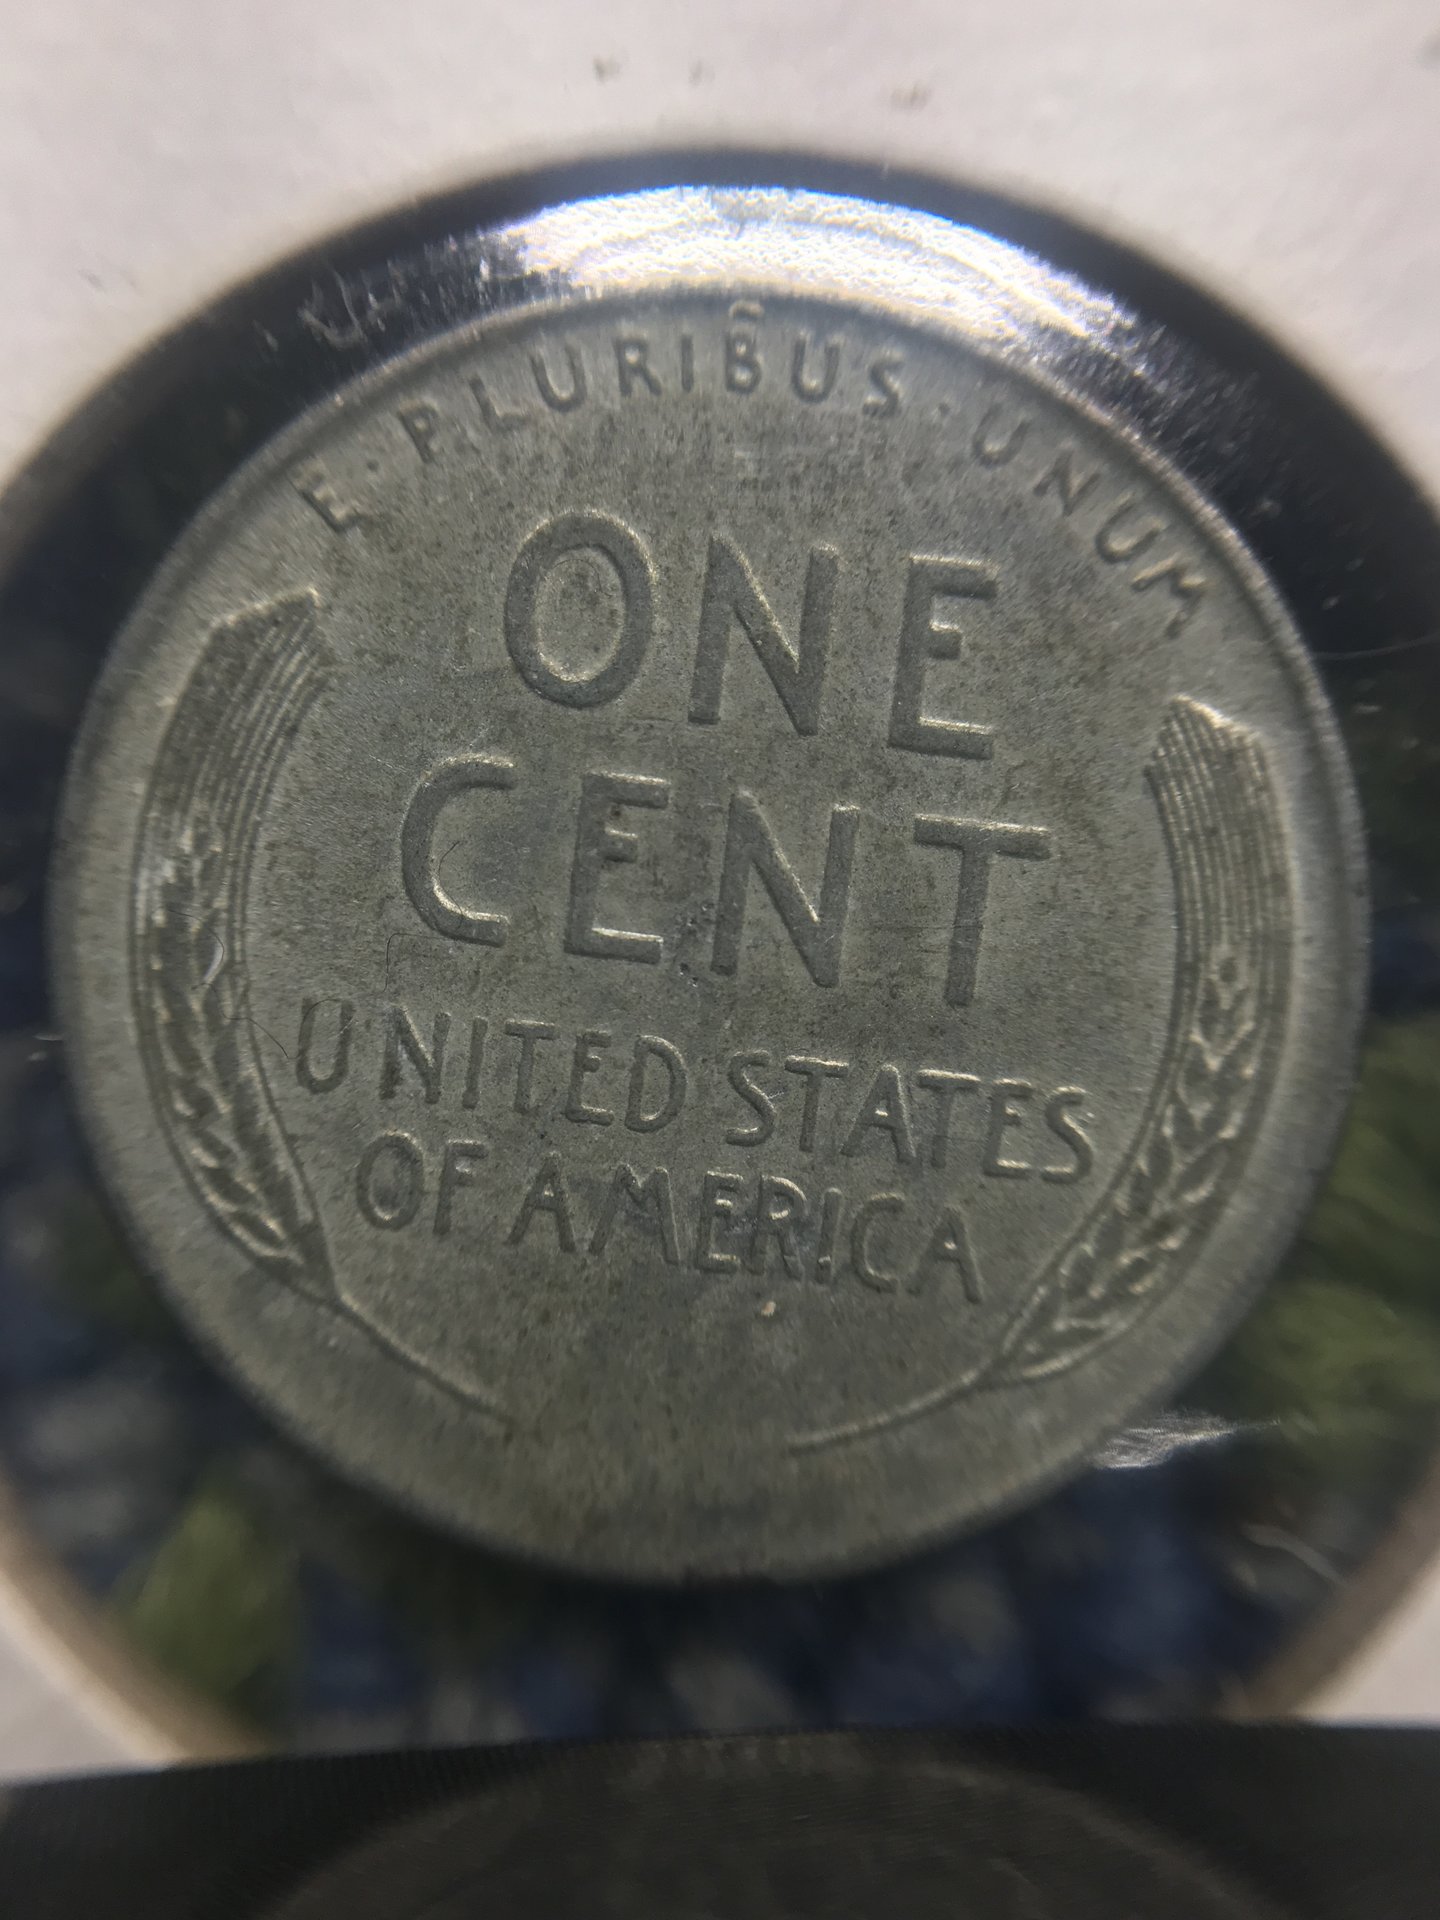 E · PLURIBUS · UNUM
ONE
CENT
UNITED STATES
OF AMERICA